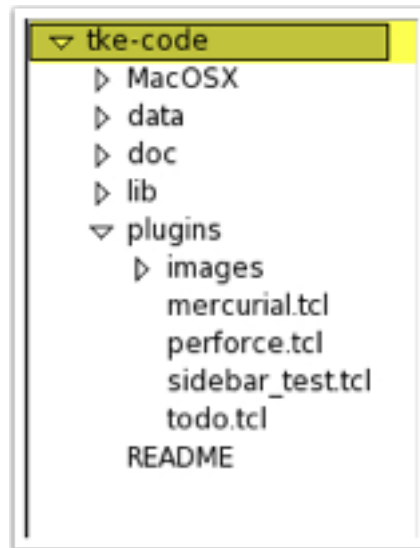 tke-code
MacOSX
data
doc
lib
plugins
images
mercurial.tcl
perforce.tcl
sidebar_test.tcl
todo.tcl
README